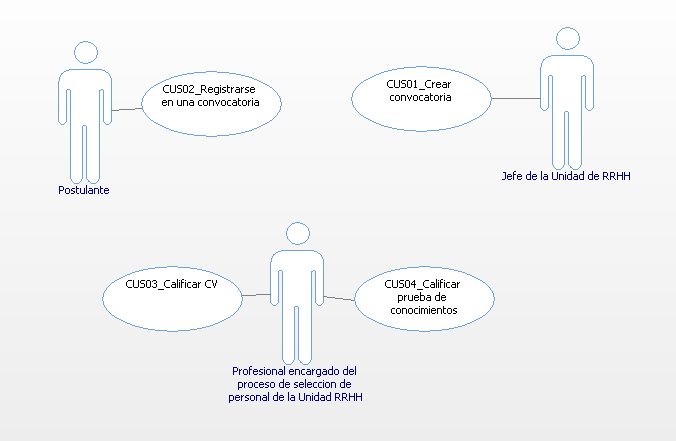 CUS02_Registrarse
en una convocatoria
Postulante
CUS01_Crear
convocatoria
Jefe de la Unidad de RRHH
CUS03_Calificar CV
CUS04_Calificar
prueba de
conocimientos
Profesional encargado del
proceso de seleccion de
personal de la Unidad RRHH